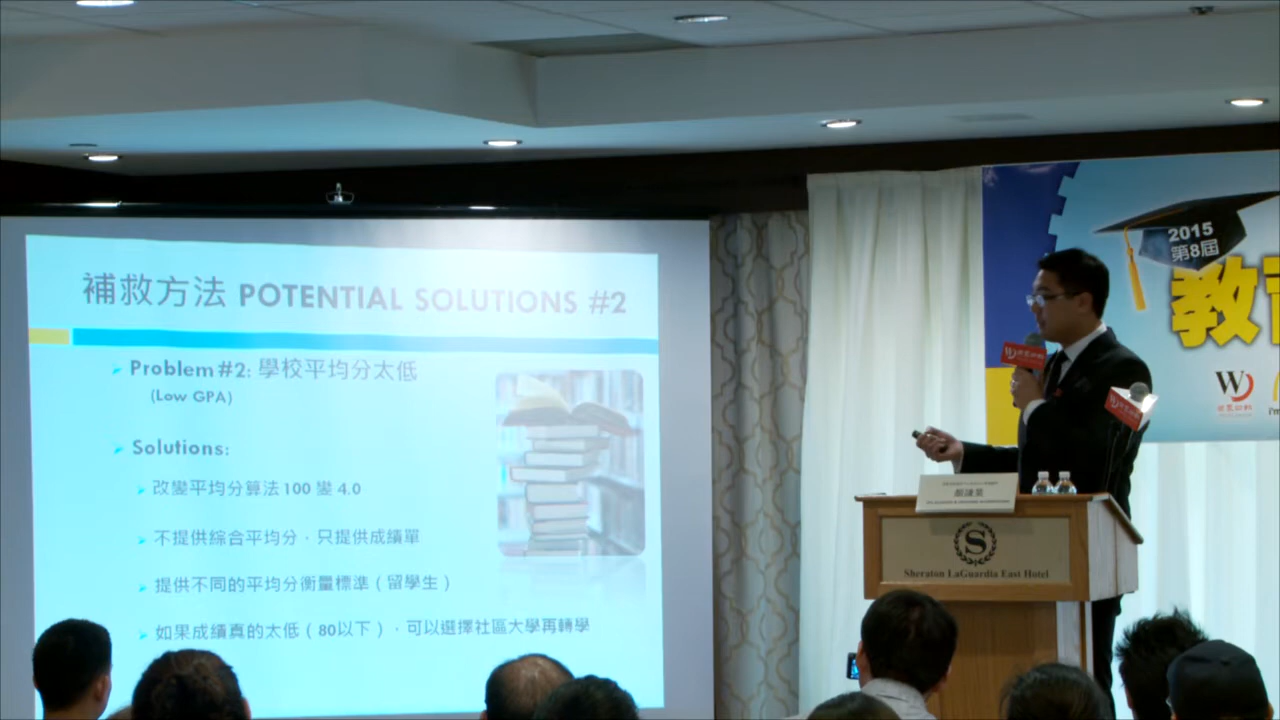 補救方法 POTENTIAL SOLUTIONS #2
Problem #2: 學校平均分太低
(Low GPA)
Solutions:
改變平均分算法 100 變 4.0
不提供綜合平均分，只提供成績單
提供不同的平均分衡量標準（留學生）
如果成績真的太低（80以下），可以選擇社區大學再轉學
2015
第8屆
教育
W
i'm
S
Sheraton LaGuardia East Hotel